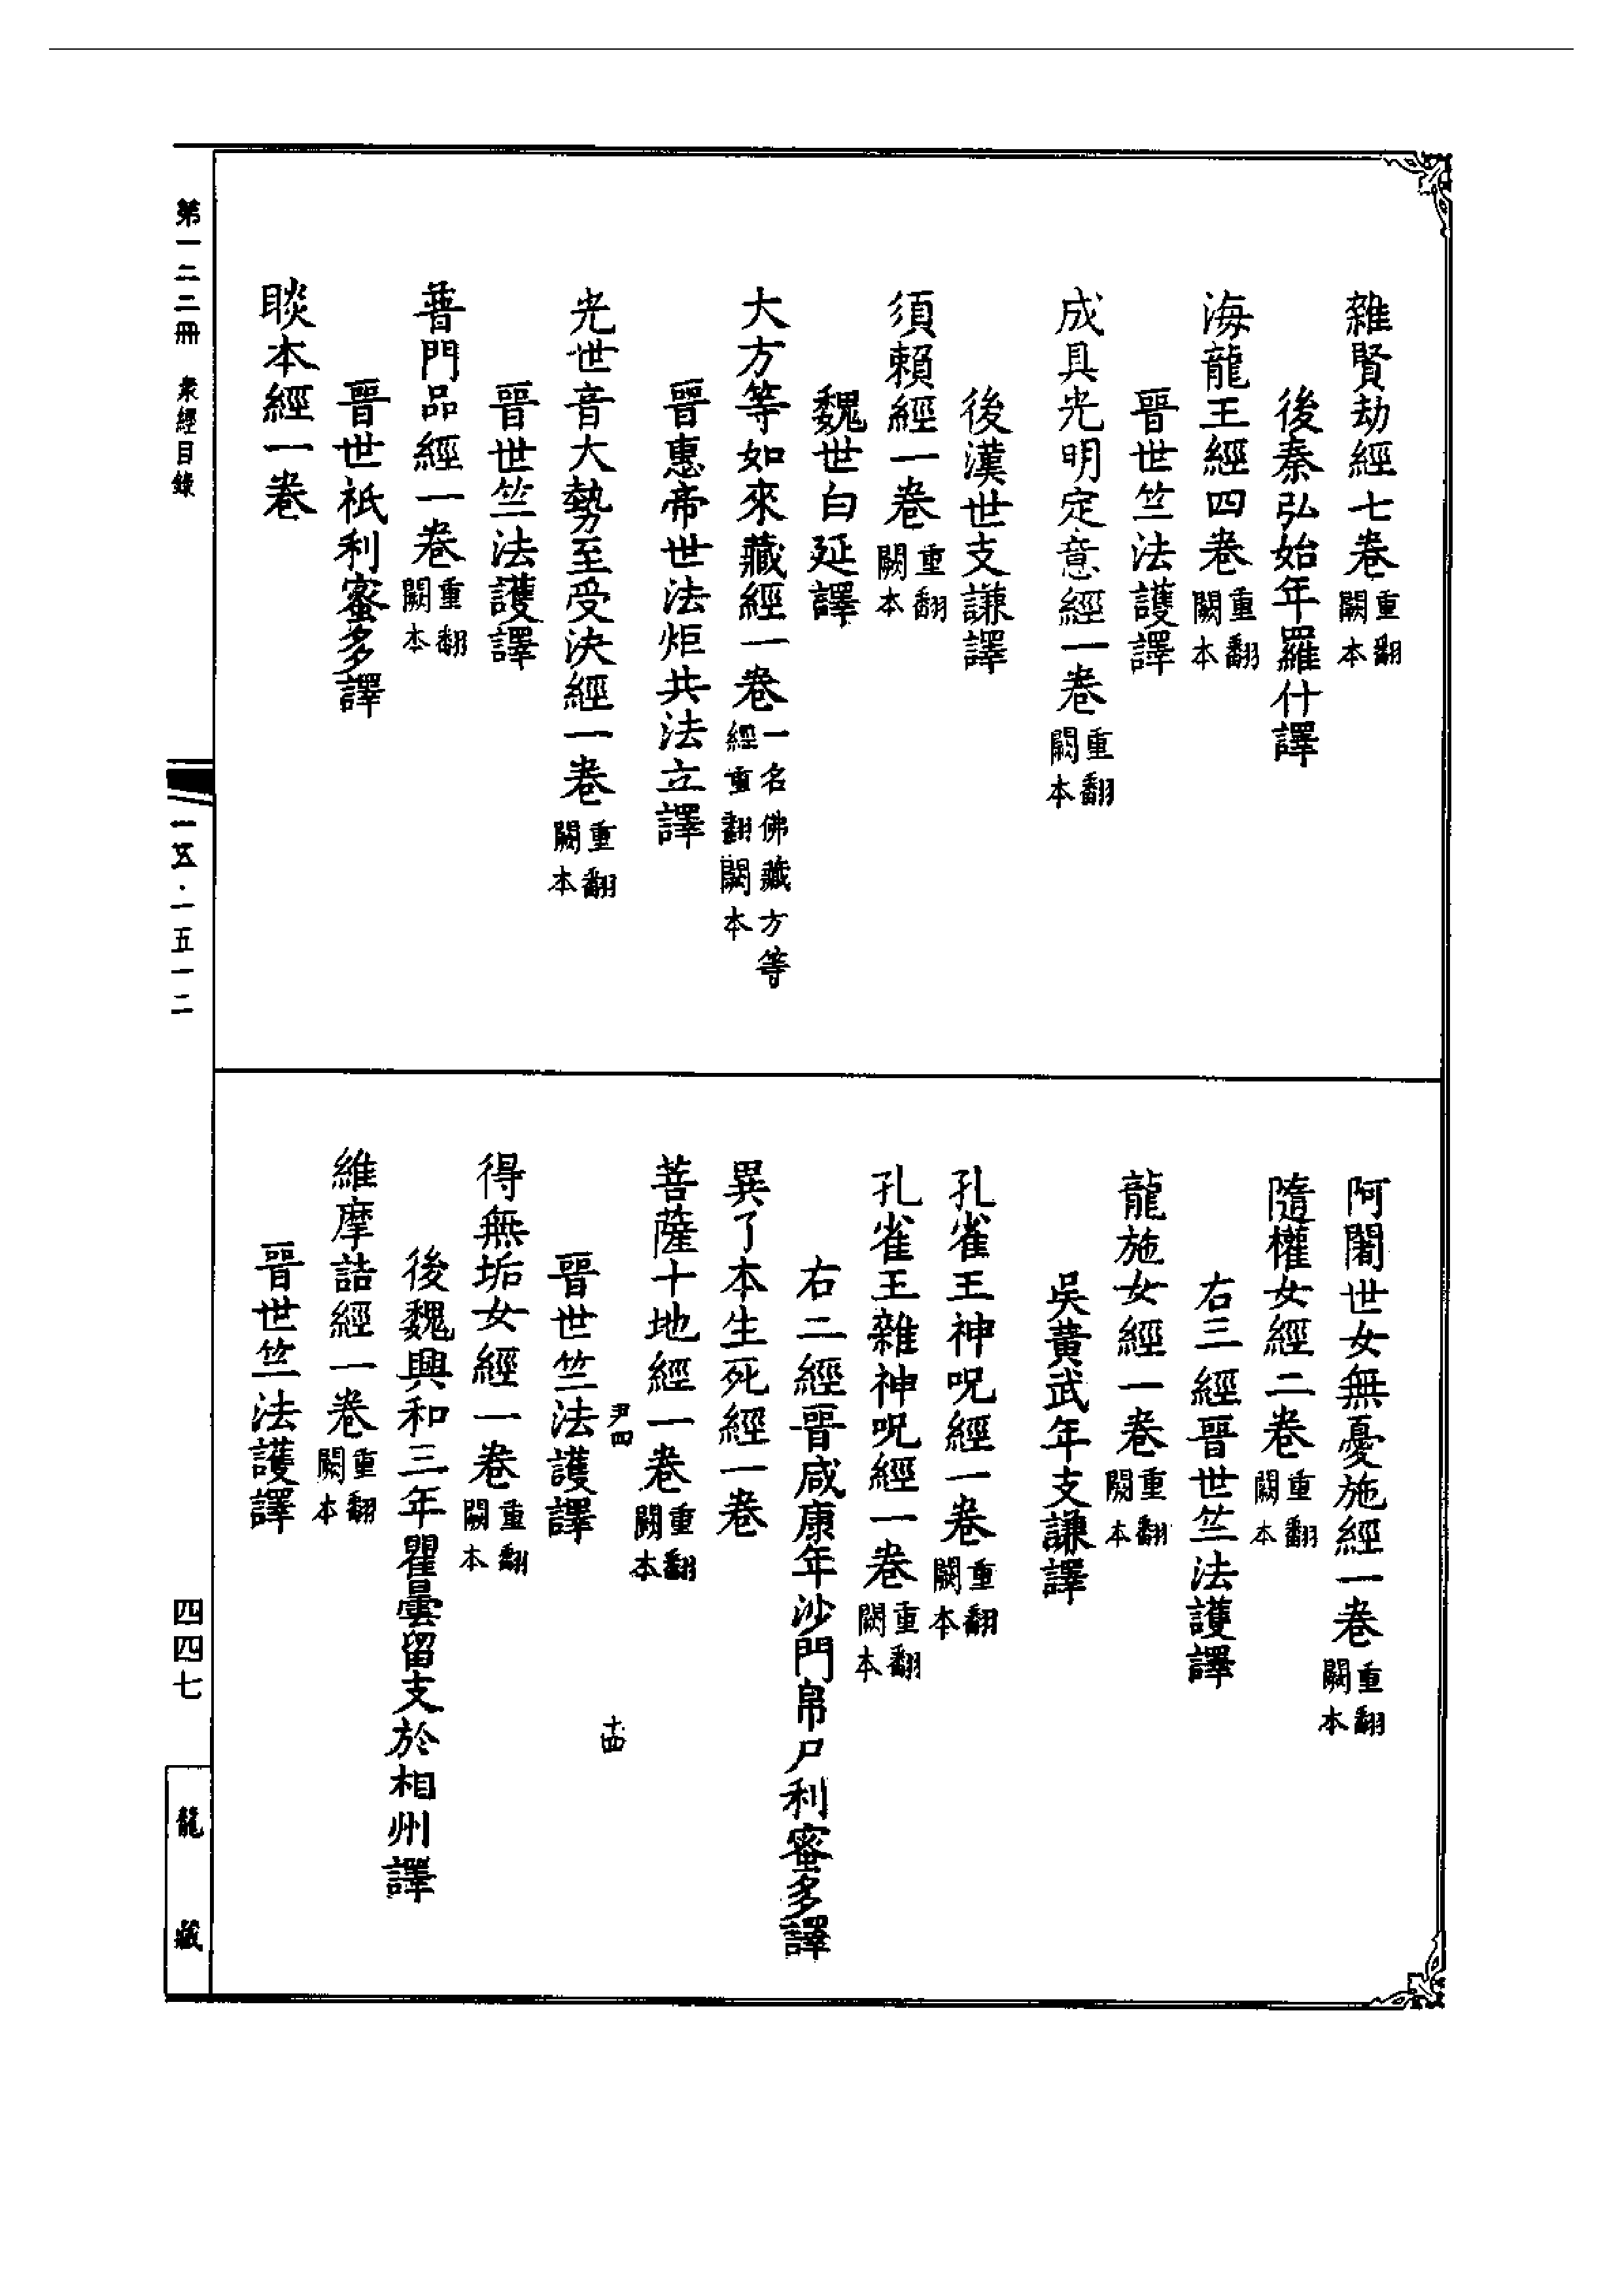 雜賢劫經七卷重翻闕本
後秦弘始年羅什譯
海龍王經四卷重翻闕本
晉世竺法護譯
成具光明定意經一卷重翻闕本
後漢世支謙譯
須賴經一卷重翻闕本
魏世白延譯
大方等如來藏經一卷一名佛藏方等經重翻闕本
晉惠帝世法炬共法立譯
光世音大勢至受決經一卷重翻闕本
晉世竺法護譯
普門品經一卷重翻闕本
晉世祇利蜜多譯
睒本經一卷
阿闍世女無憂施經一卷重翻闕本
隨權女經二卷重翻闕本
右三經晉世竺法護譯
龍施女經一卷重翻闕本
吳黃武年支謙譯
孔雀王神呪經一卷重翻闕本
孔雀王雜神呪經一卷重翻闕本
右二經晉咸康年沙門帛尸利蜜多譯
異了本生死經一卷
菩薩十地經一卷重翻闕本
尹四
十四
晉世竺法護譯
得無垢女經一卷重翻闕本
後魏興和三年瞿曇留支於相州譯
維摩詰經一卷重翻闕本
晉世竺法護譯
第一二二冊 衆經目錄
一五·一五一二
四四七
龍藏